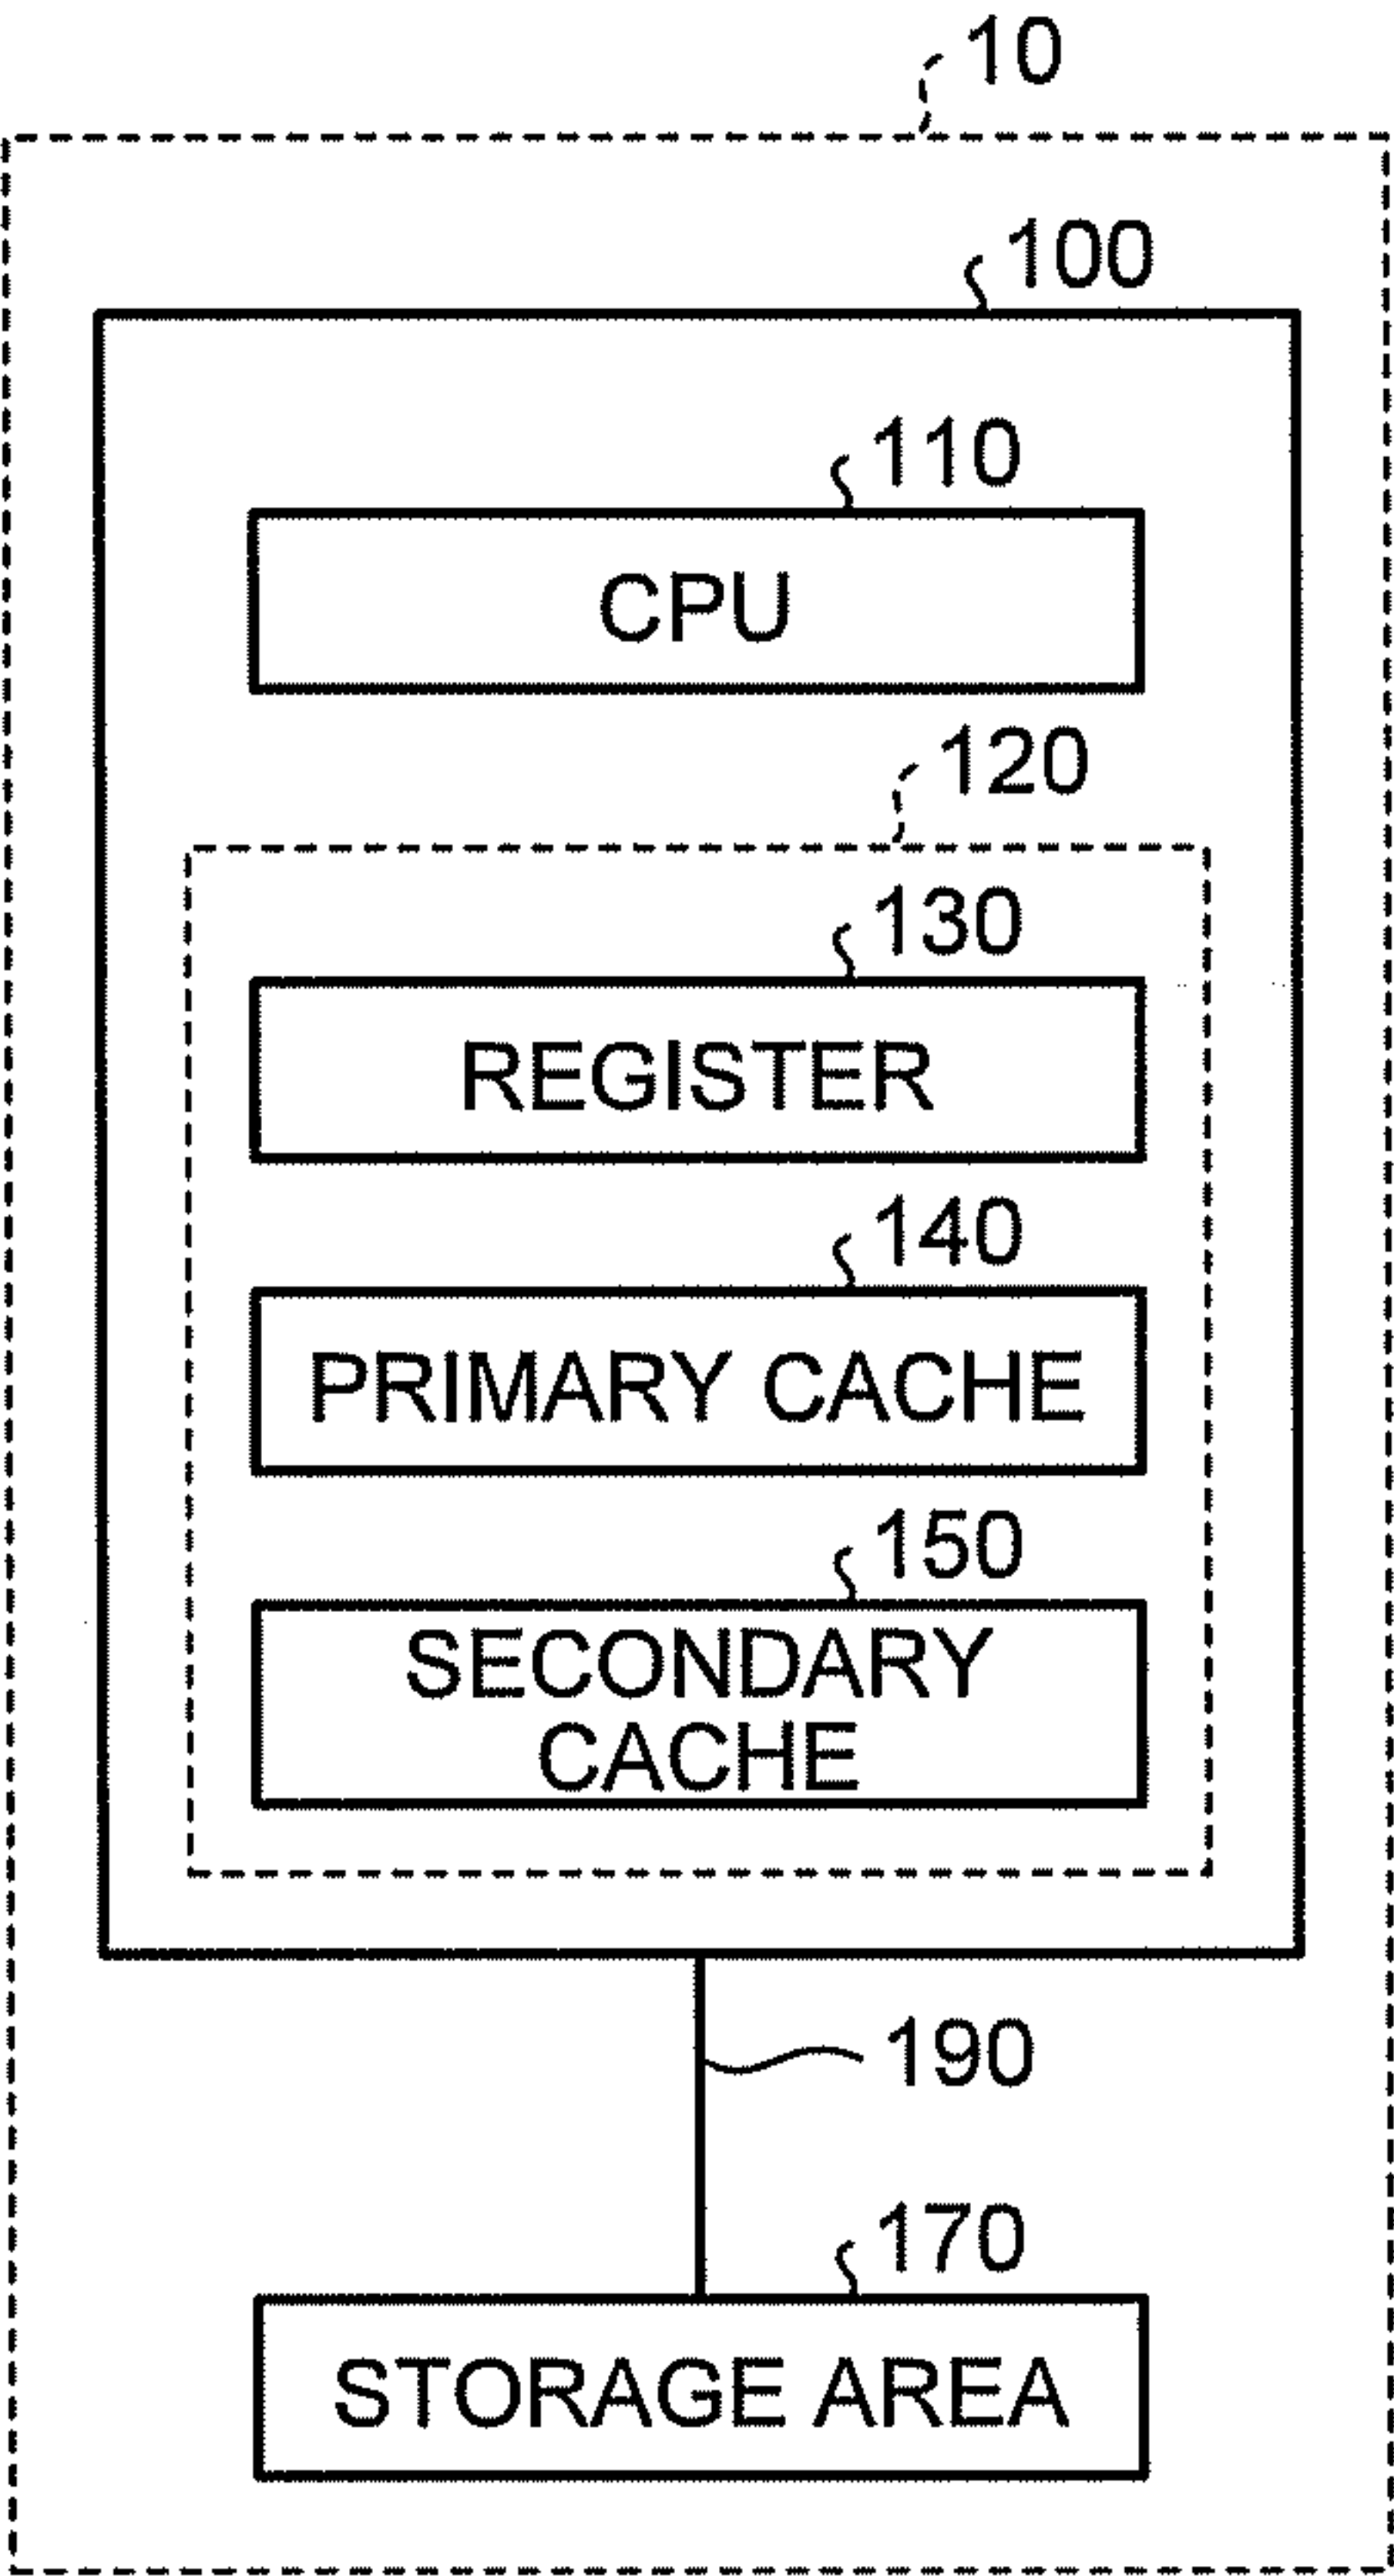 10
100
110
CPU
120
130
REGISTER
140
PRIMARY CACHE
150
SECONDARY
CACHE
190
170
STORAGE AREA